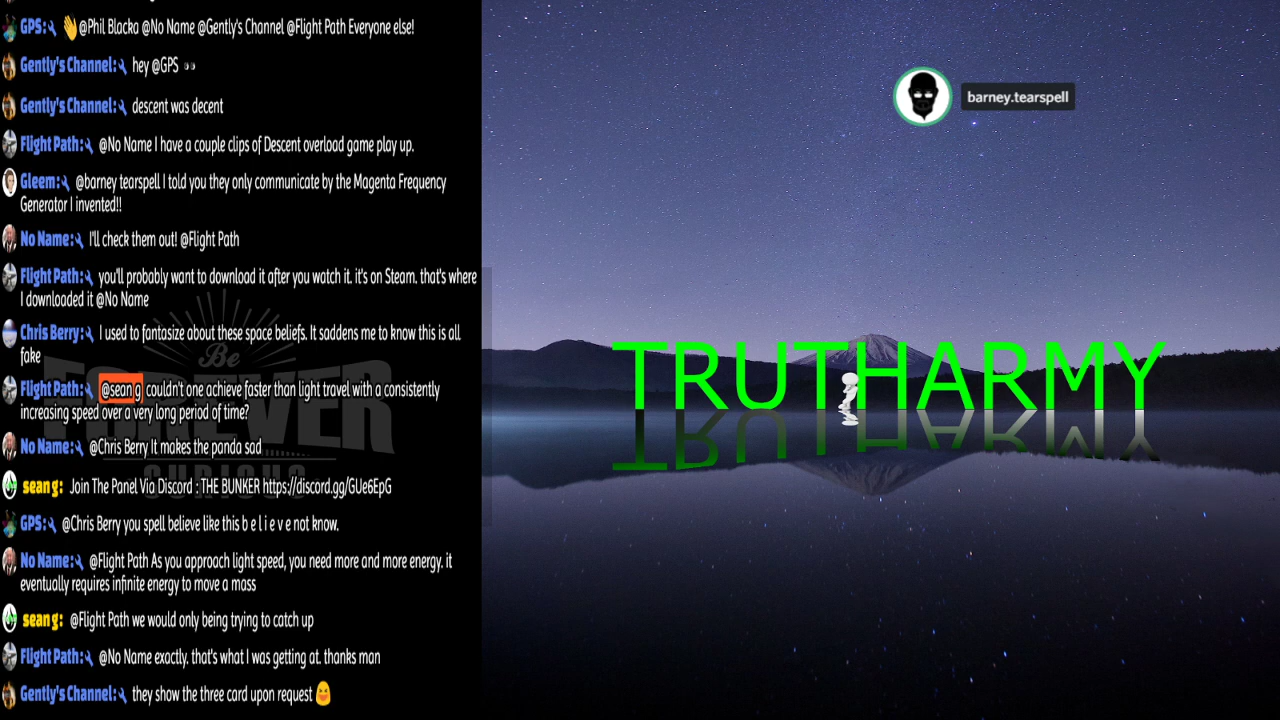 GPS: @Phil Blacka @No Name @Gently's Channel @Flight Path Everyone else!
Gently's Channel: hey @GPS
Gently's Channel: descent was decent
Flight Path: @No Name I have a couple clips of Descent overload game play up.
Gleem: @barney tearspell I told you they only communicate by the Magenta Frequency
Generator I invented!!
No Name: I'll check them out! @Flight Path
Flight Path: you'll probably want to download it after you watch it. it's on Steam. that's where
I downloaded it @No Name
Chris Berry: I used to fantasize about these space beliefs. It saddens me to know this is all
fake
Flight Path: @sean g couldn't one achieve faster than light travel with a consistently
increasing speed over a very long period of time?
No Name: @Chris Berry It makes the panda sad
sean g: Join The Panel Via Discord : THE BUNKER https://discord.gg/GUe6EpG
GPS: @Chris Berry you spell believe like this b e l i e v e not know.
No Name: @Flight Path As you approach light speed, you need more and more energy. it
eventually requires infinite energy to move a mass
sean g: @Flight Path we would only being trying to catch up
Flight Path: @No Name exactly. that's what I was getting at. thanks man
Gently's Channel: they show the three card upon request
Be
FOREVER
CURIOUS
barney.tearspell
TRUTHARMY